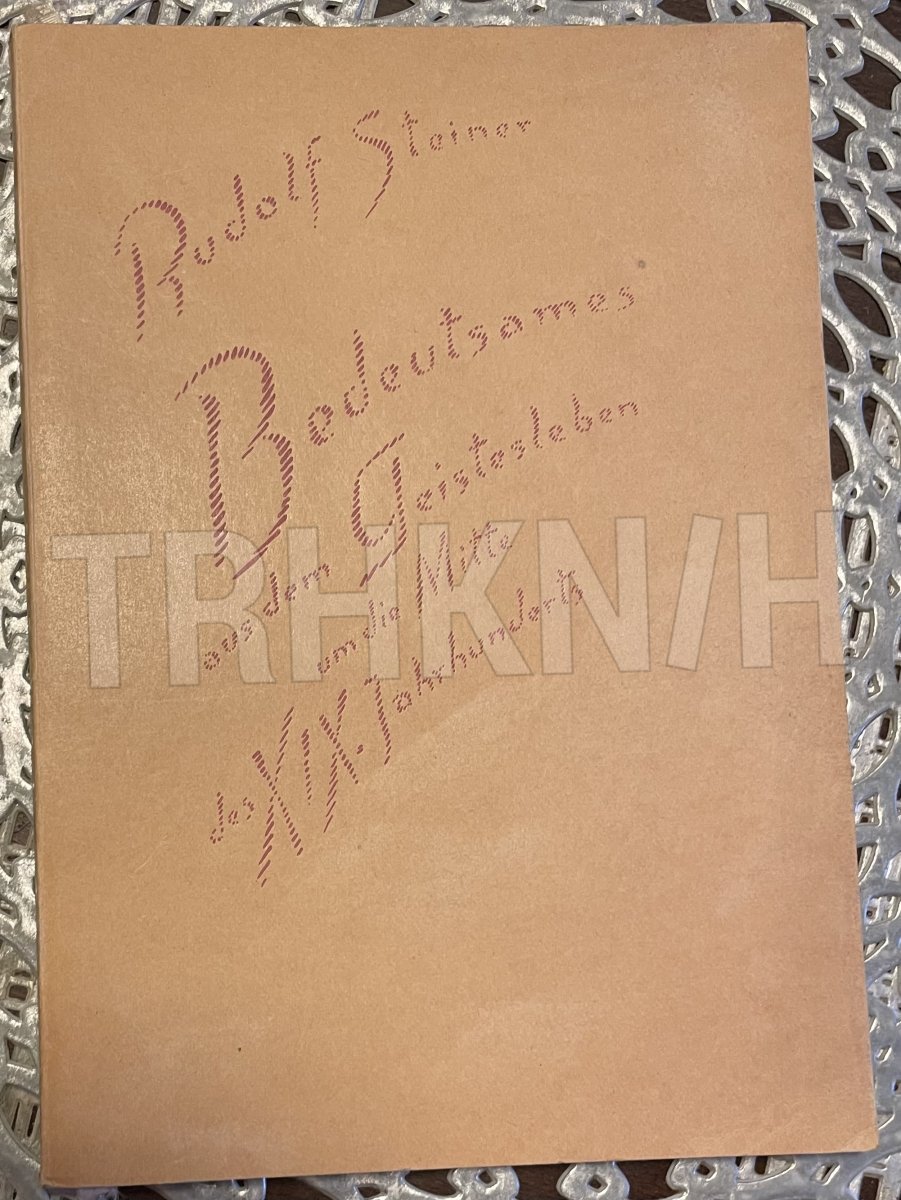 Rudolf Steiner
Bedeutsames
aus dem Geistesleben
um die Mitte
des XIX. Jahrhunderts
TRHKN/H